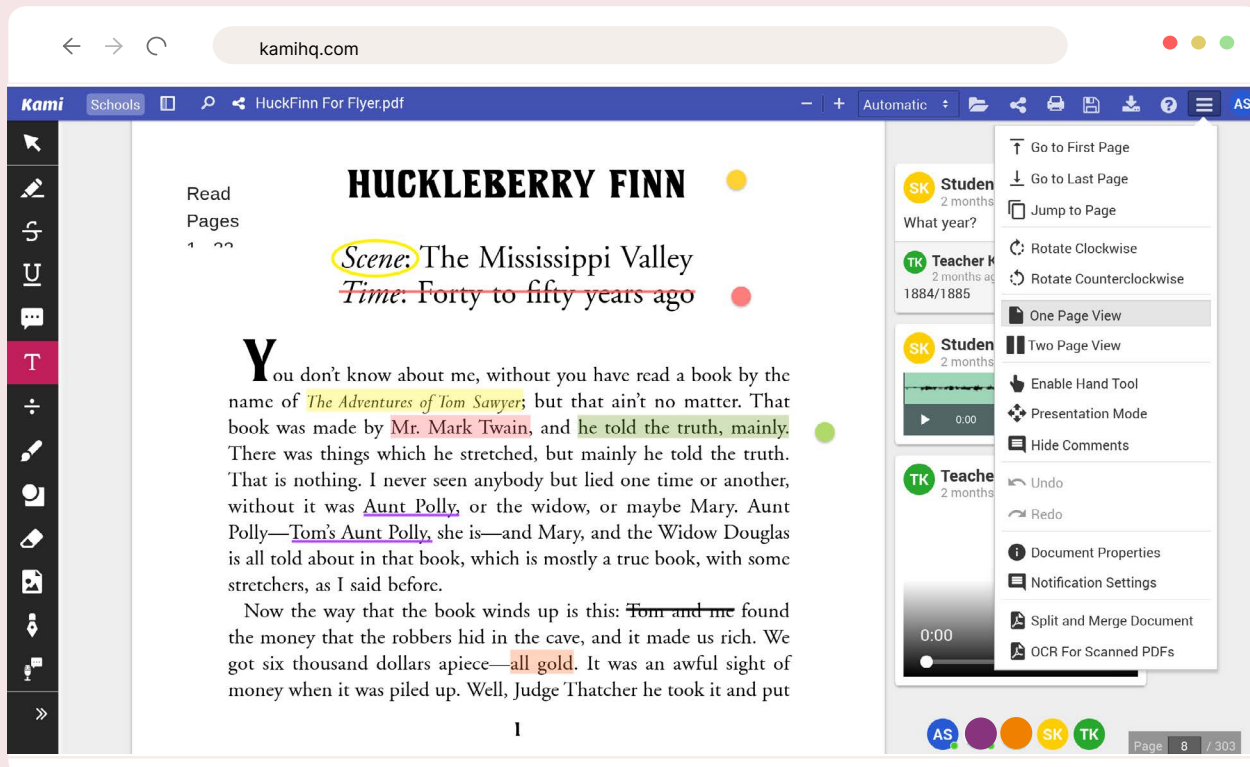 kamihq.com
Kami Schools HuckFinn For Flyer.pdf − + Automatic AS
Read
Pages
HUCKLEBERRY FINN
Scene: The Mississippi Valley
Time: Forty to fifty years ago
You don't know about me, without you have read a book by the
name of The Adventures of Tom Sawyer; but that ain't no matter. That
book was made by Mr. Mark Twain, and he told the truth, mainly.
There was things which he stretched, but mainly he told the truth.
That is nothing. I never seen anybody but lied one time or another,
without it was Aunt Polly, or the widow, or maybe Mary. Aunt
Polly—Tom's Aunt Polly, she is—and Mary, and the Widow Douglas
is all told about in that book, which is mostly a true book, with some
stretchers, as I said before.
Now the way that the book winds up is this: Tom and me found
the money that the robbers hid in the cave, and it made us rich. We
got six thousand dollars apiece—all gold. It was an awful sight of
money when it was piled up. Well, Judge Thatcher he took it and put
1
SK Studen
2 months
What year?
TK Teacher K
2 months ag
1884/1885
SK Studen
2 months
0:00
TK Teache
2 months
0:00
Go to First Page
Go to Last Page
Jump to Page
Rotate Clockwise
Rotate Counterclockwise
One Page View
Two Page View
Enable Hand Tool
Presentation Mode
Hide Comments
Undo
Redo
Document Properties
Notification Settings
Split and Merge Document
OCR For Scanned PDFs
AS SK TK
Page 8 / 303